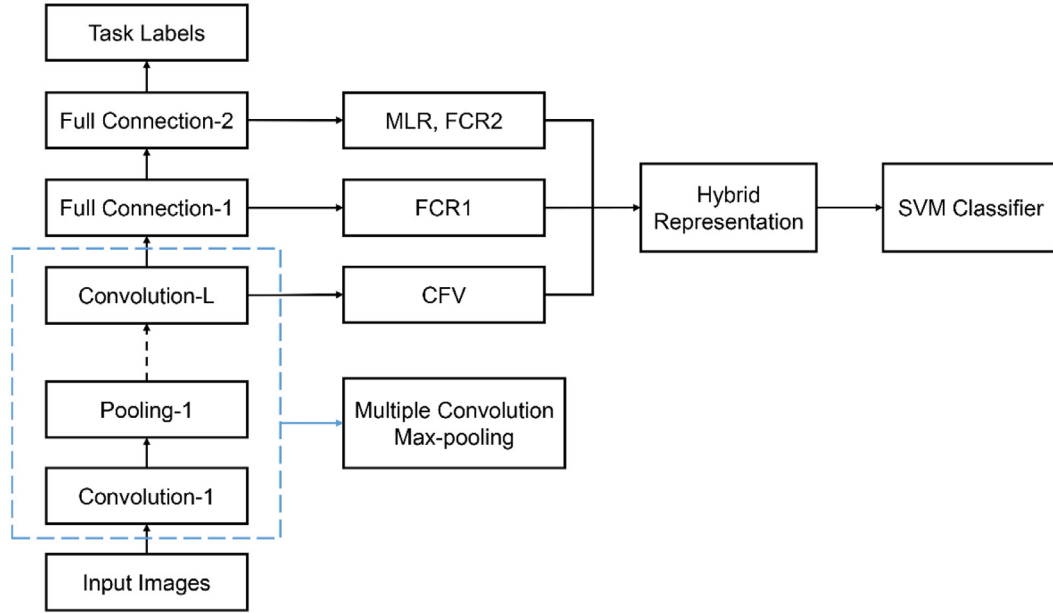 Task Labels
Full Connection-2
MLR, FCR2
Full Connection-1
FCR1
Hybrid
Representation
SVM Classifier
Convolution-L
CFV
Pooling-1
Multiple Convolution
Max-pooling
Convolution-1
Input Images